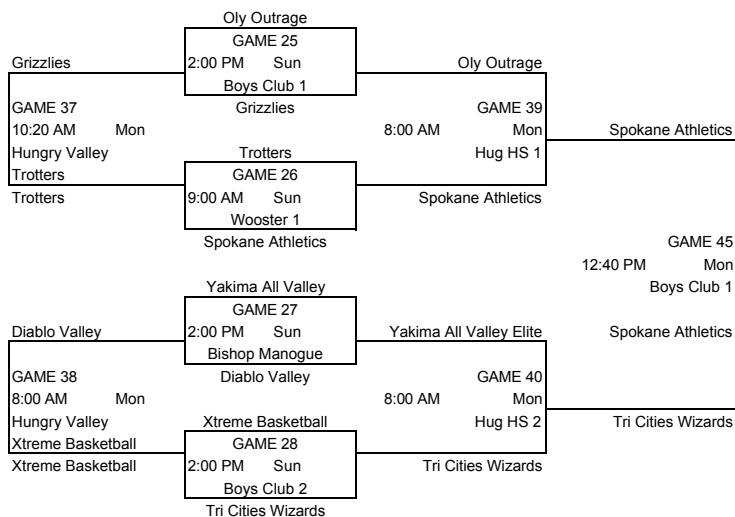 Oly Outrage
GAME 25
Grizzlies 2:00 PM Sun Oly Outrage
Boys Club 1
GAME 37 Grizzlies GAME 39
10:20 AM Mon 8:00 AM Mon Spokane Athletics
Hungry Valley Trotters Hug HS 1
Trotters GAME 26
Trotters 9:00 AM Sun Spokane Athletics
Wooster 1
Spokane Athletics GAME 45
12:40 PM Mon
Yakima All Valley Boys Club 1
GAME 27
Diablo Valley 2:00 PM Sun Yakima All Valley Elite Spokane Athletics
Bishop Manogue
GAME 38 Diablo Valley GAME 40
8:00 AM Mon 8:00 AM Mon
Hungry Valley Xtreme Basketball Hug HS 2 Tri Cities Wizards
Xtreme Basketball GAME 28
Xtreme Basketball 2:00 PM Sun Tri Cities Wizards
Boys Club 2
Tri Cities Wizards